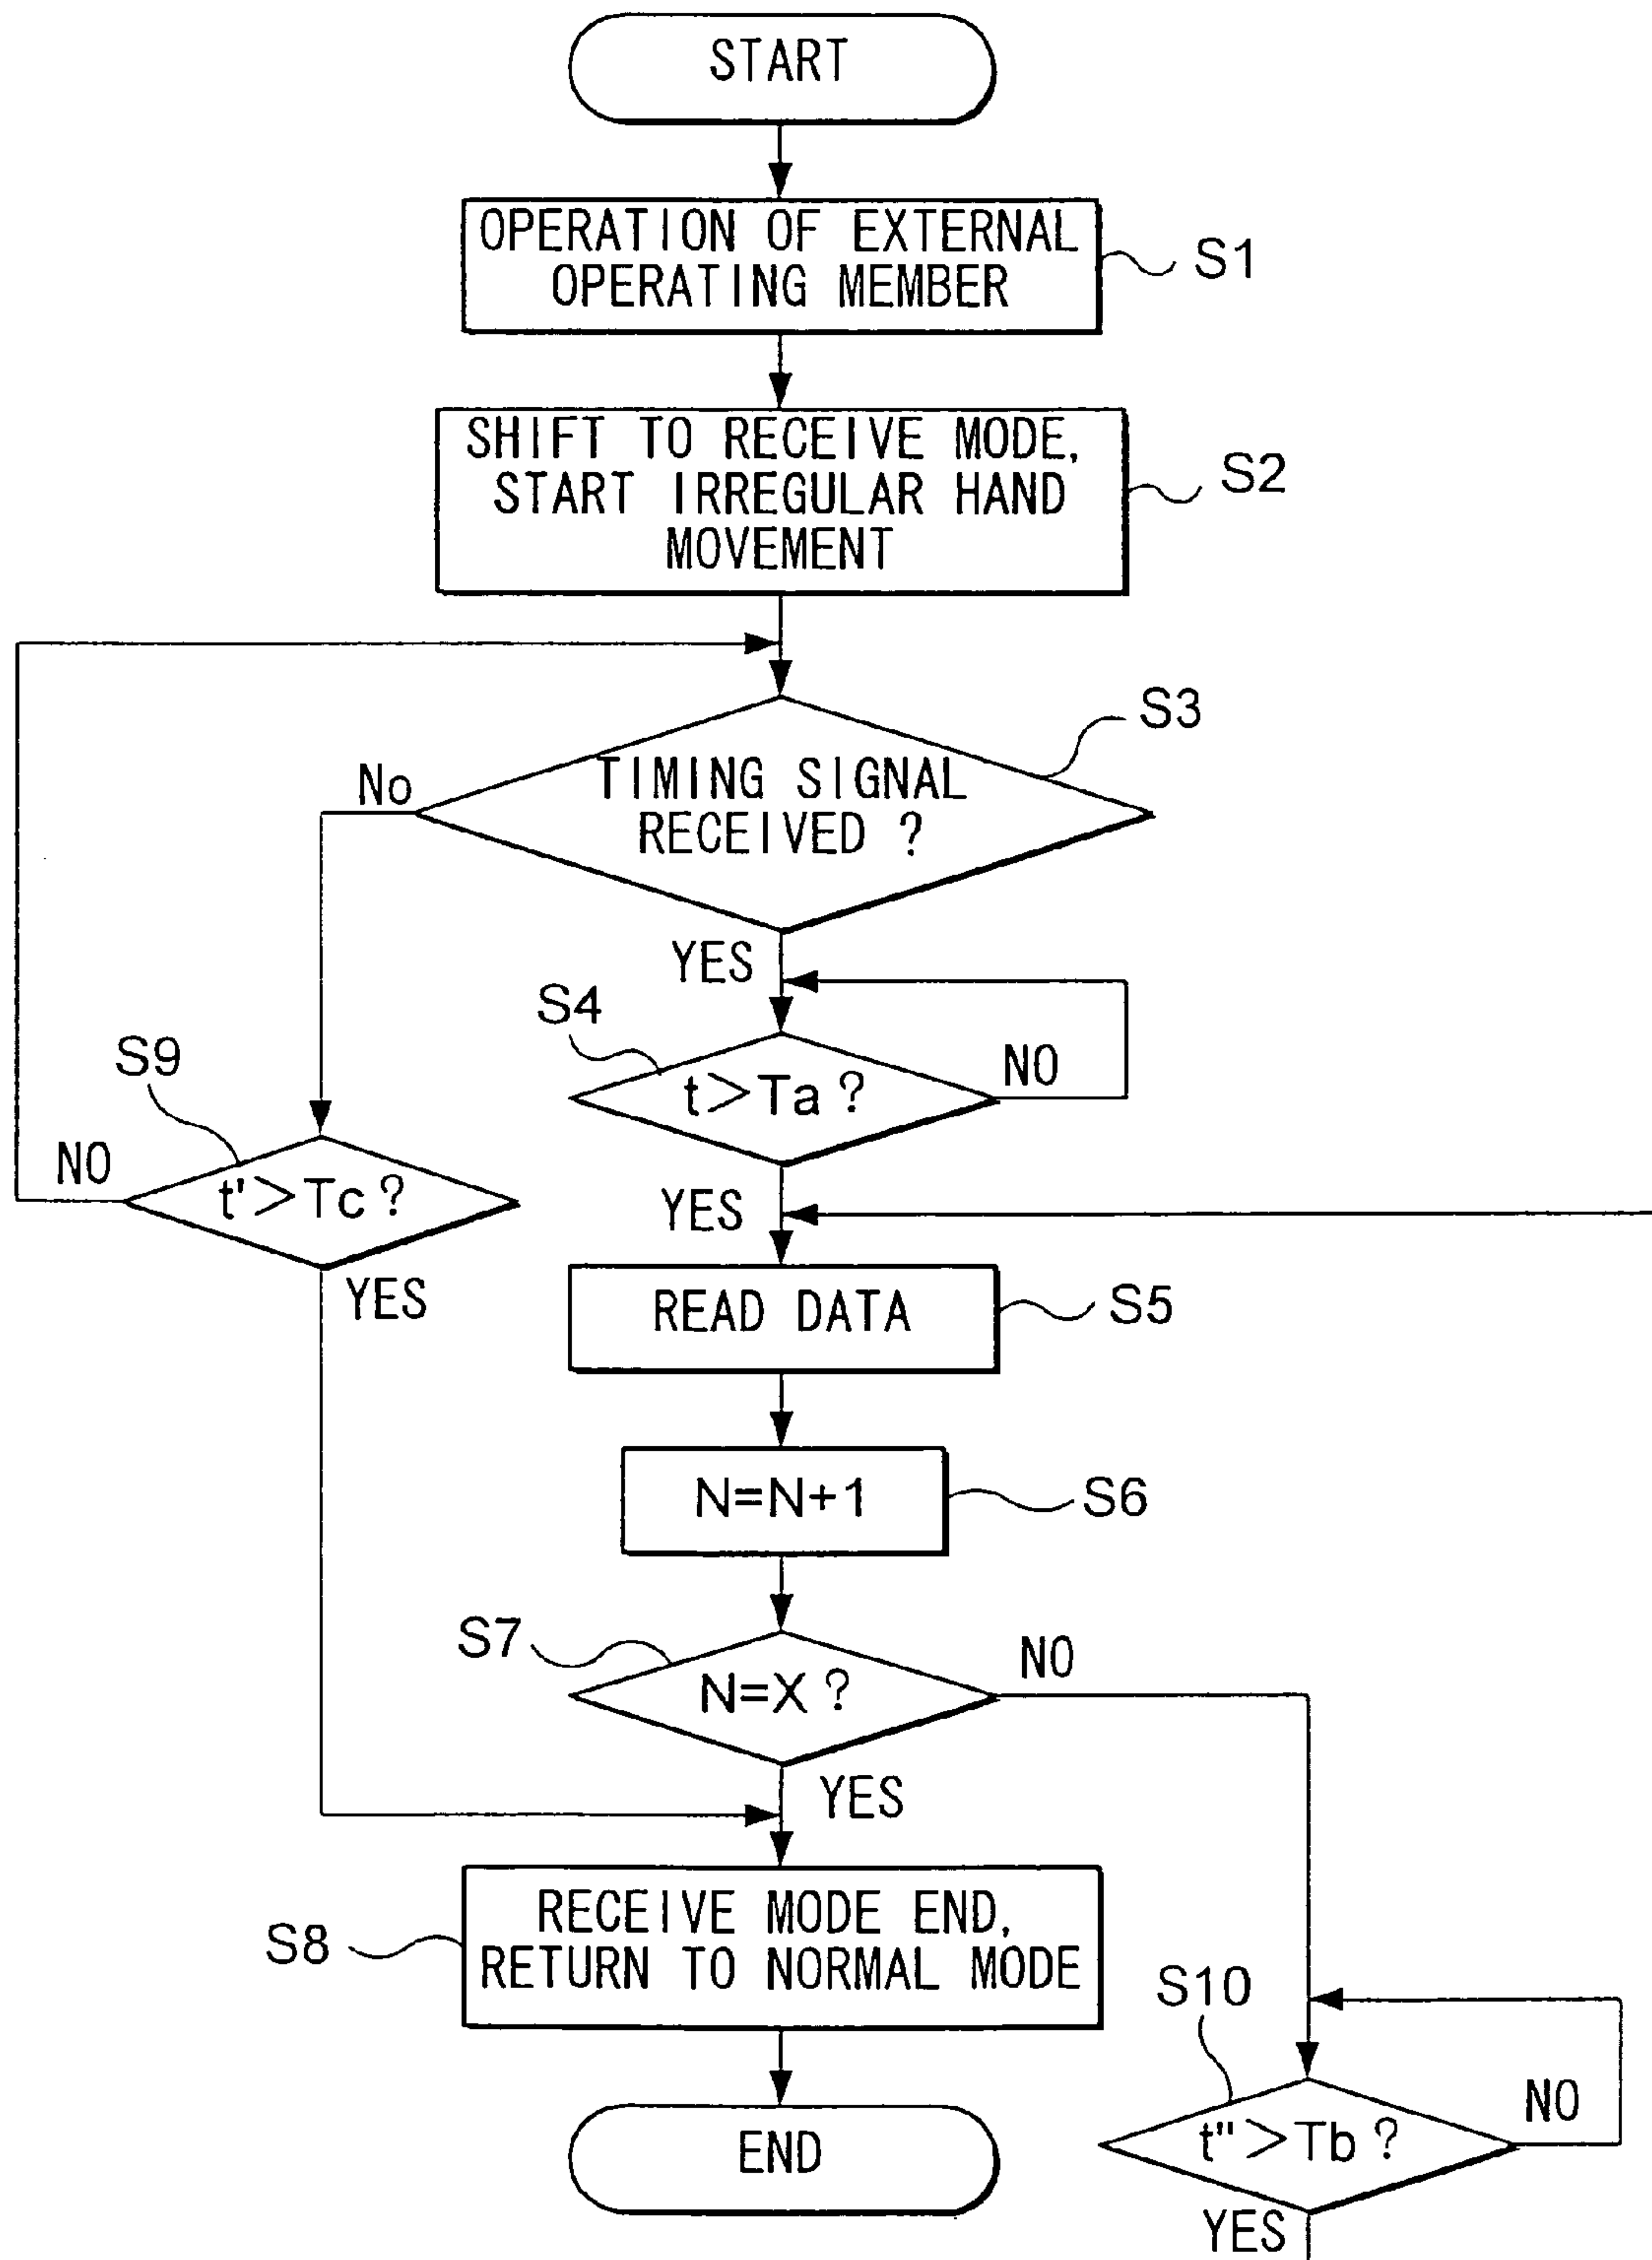 START
OPERATION OF EXTERNAL
OPERATING MEMBER
S1
SHIFT TO RECEIVE MODE,
START IRREGULAR HAND
MOVEMENT
S2
S3
TIMING SIGNAL
RECEIVED ?
No
YES
S4
t>Ta ?
NO
S9
NO
t'>Tc ?
YES
YES
READ DATA
S5
N=N+1
S6
S7
N=X ?
NO
YES
RECEIVE MODE END,
RETURN TO NORMAL MODE
S8
S10
t">Tb ?
NO
END
YES